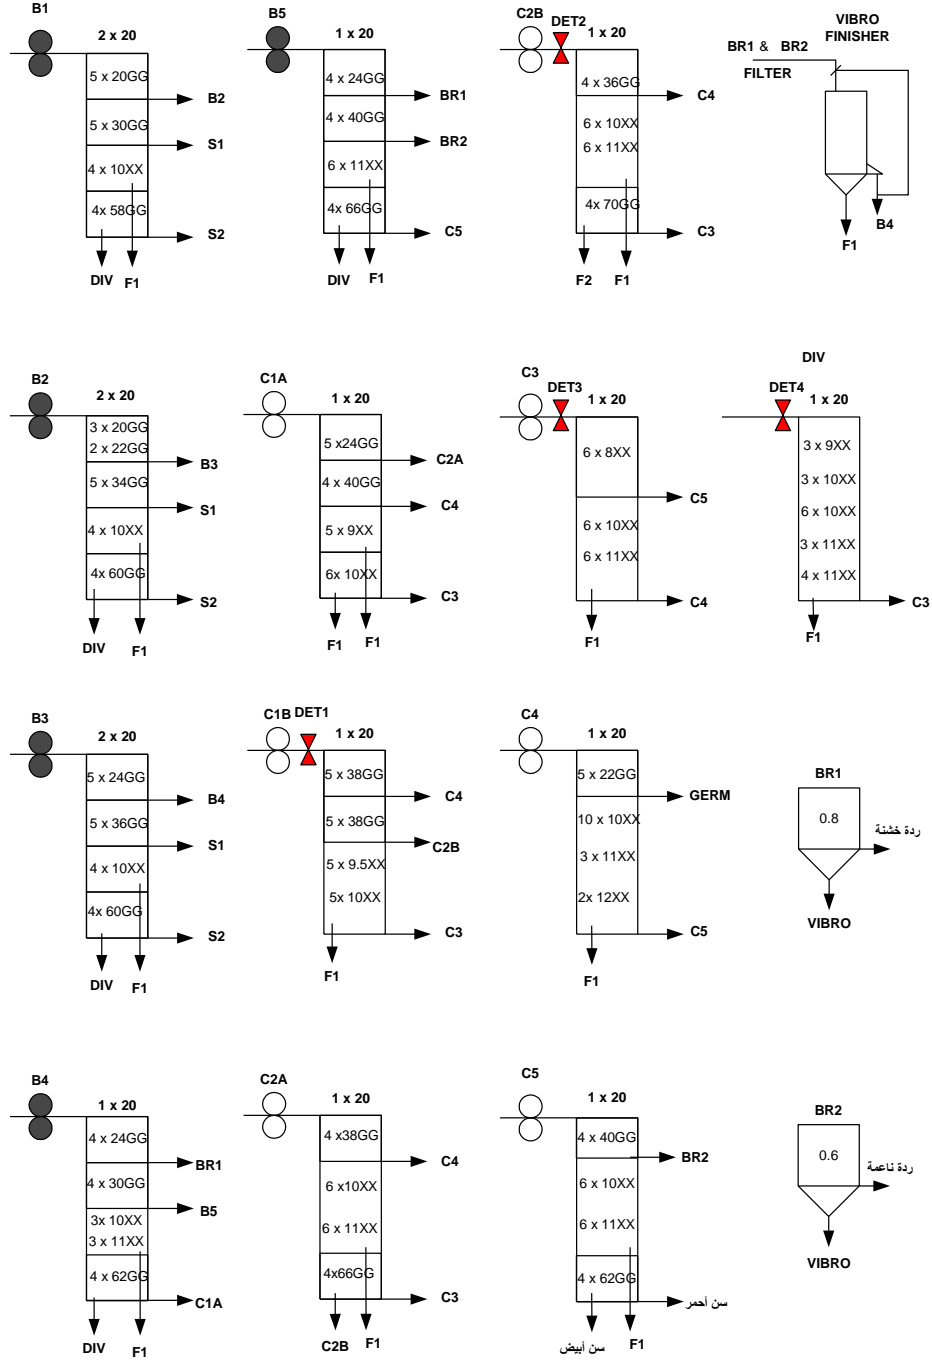 B1
2 x 20
5 x 20GG
B2
5 x 30GG
S1
4 x 10XX
4x 58GG
S2
DIV F1
B5
1 x 20
4 x 24GG
BR1
4 x 40GG
BR2
6 x 11XX
4x 66GG
C5
DIV F1
C2B
DET2
1 x 20
4 x 36GG
C4
6 x 10XX
6 x 11XX
4x 70GG
C3
F2 F1
VIBRO
FINISHER
BR1 & BR2
FILTER
B4
F1
B2
2 x 20
3 x 20GG
2 x 22GG
B3
5 x 34GG
S1
4 x 10XX
4x 60GG
S2
DIV F1
C1A
1 x 20
5 x24GG
C2A
4 x 40GG
C4
5 x 9XX
6x 10XX
C3
F1 F1
C3
DET3
1 x 20
6 x 8XX
C5
6 x 10XX
6 x 11XX
C4
F1
DIV
DET4
1 x 20
3 x 9XX
3 x 10XX
6 x 10XX
3 x 11XX
4 x 11XX
C3
F1
B3
2 x 20
5 x 24GG
B4
5 x 36GG
S1
4 x 10XX
4x 60GG
S2
DIV F1
C1B DET1
1 x 20
5 x 38GG
C4
5 x 38GG
C2B
5 x 9.5XX
5x 10XX
C3
F1
C4
1 x 20
5 x 22GG
GERM
10 x 10XX
3 x 11XX
2x 12XX
C5
F1
BR1
0.8
ردة خشنة
VIBRO
B4
1 x 20
4 x 24GG
BR1
4 x 30GG
B5
3x 10XX
3 x 11XX
4 x 62GG
C1A
DIV F1
C2A
1 x 20
4 x38GG
C4
6 x10XX
6 x 11XX
4x66GG
C3
C2B F1
C5
1 x 20
4 x 40GG
BR2
6 x 10XX
6 x 11XX
4 x 62GG
سن أحمر
سن أبيض
F1
BR2
0.6
ردة ناعمة
VIBRO